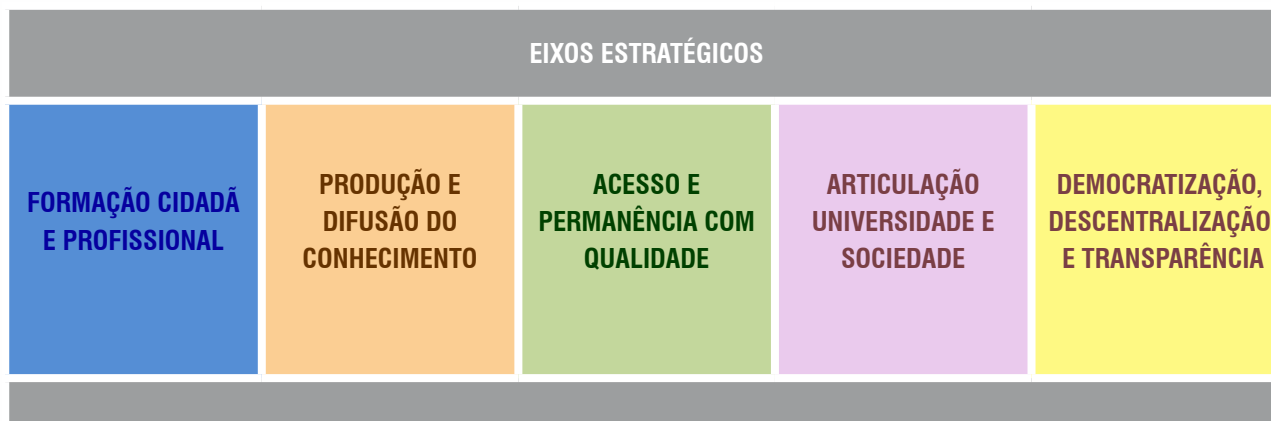 EIXOS ESTRATÉGICOS
FORMAÇÃO CIDADÃ
E PROFISSIONAL
PRODUÇÃO E
DIFUSÃO DO
CONHECIMENTO
ACESSO E
PERMANÊNCIA COM
QUALIDADE
ARTICULAÇÃO
UNIVERSIDADE E
SOCIEDADE
DEMOCRATIZAÇÃO,
DESCENTRALIZAÇÃO
E TRANSPARÊNCIA